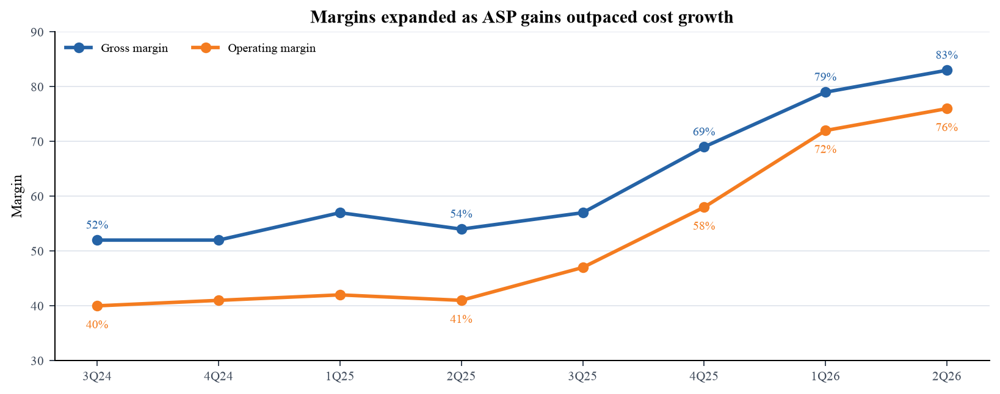 Margins expanded as ASP gains outpaced cost growth
Gross margin
Operating margin
Margin
90
80
70
60
50
40
30
52%
54%
69%
79%
83%
40%
41%
58%
72%
76%
3Q24
4Q24
1Q25
2Q25
3Q25
4Q25
1Q26
2Q26